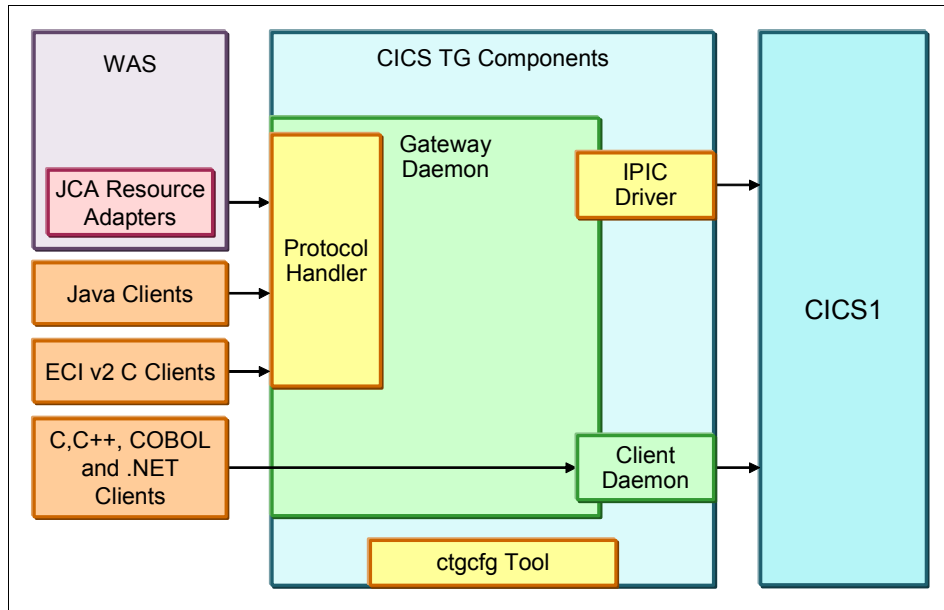 WAS
JCA Resource
Adapters
Java Clients
ECI v2 C Clients
C,C++, COBOL
and .NET
Clients
CICS TG Components
Gateway
Daemon
Protocol
Handler
IPIC
Driver
Client
Daemon
ctgcfg Tool
CICS1